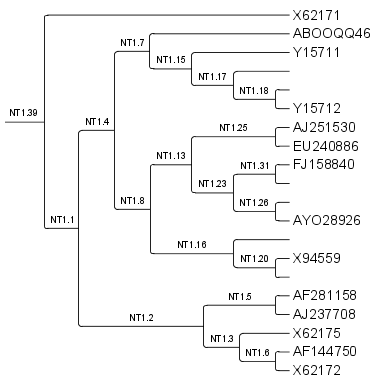 X62171
ABOOQQ46
NT1.7
Y15711
NT1.15
NT1.17
NT1.18
Y15712
NT1.39
NT1.4
NT1.25
AJ251530
EU240886
NT1.13
FJ158840
NT1.31
NT1.23
NT1.8
NT1.26
AYO28926
NT1.1
NT1.16
X94559
NT1.20
AF281158
NT1.5
AJ237708
NT1.2
X62175
NT1.3
AF144750
NT1.6
X62172